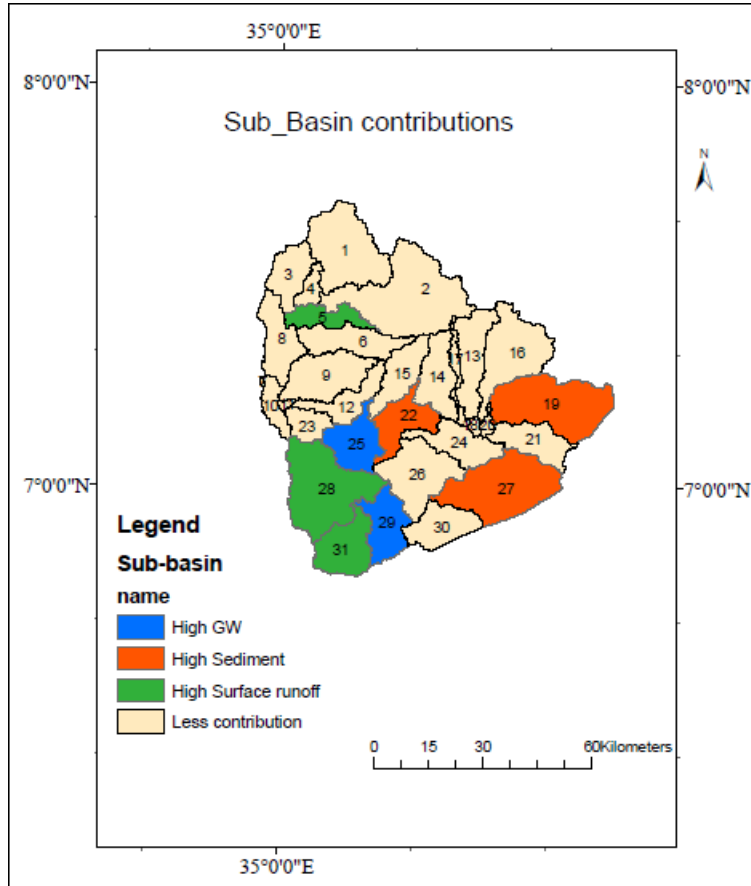 35°0'0"E
8°0'0"N
8°0'0"N
Sub_Basin contributions
N
1
3
4
2
5
8
6
13
16
9
15
14
19
10
12
22
23
25
24
21
26
28
27
7°0'0"N
7°0'0"N
29
30
31
Legend
Sub-basin
name
High GW
High Sediment
High Surface runoff
Less contribution
0 15 30 60Kilometers
35°0'0"E